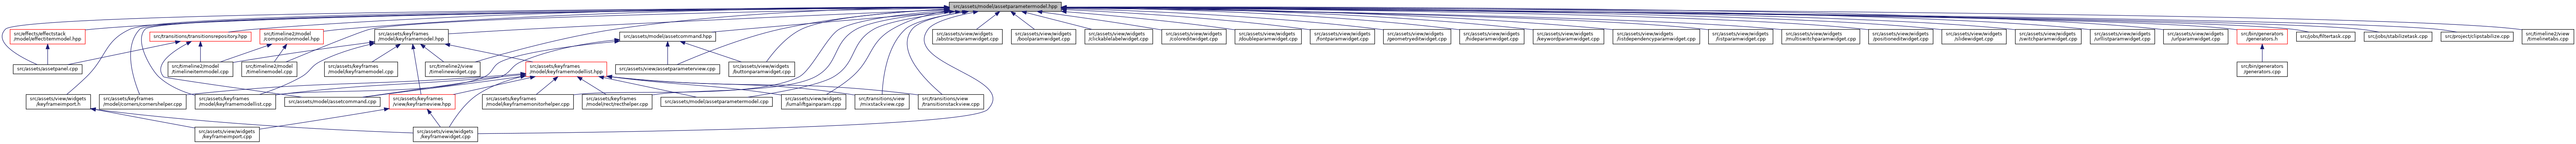 src/assets/model/assetparametermodel.hpp
src/effects/effectstack
/model/effectitemmodel.hpp
src/transitions/transitionsrepository.hpp
src/timeline2/model
/compositionmodel.hpp
src/assets/keyframes
/model/keyframemodel.hpp
src/assets/model/assetcommand.hpp
src/assets/view/widgets
/abstractparamwidget.cpp
src/assets/view/widgets
/boolparamwidget.cpp
src/assets/view/widgets
/clickablelabelwidget.cpp
src/assets/view/widgets
/coloreditwidget.cpp
src/assets/view/widgets
/doubleparamwidget.cpp
src/assets/view/widgets
/fontparamwidget.cpp
src/assets/view/widgets
/geometryeditwidget.cpp
src/assets/view/widgets
/hideparamwidget.cpp
src/assets/view/widgets
/keywordparamwidget.cpp
src/assets/view/widgets
/listdependencyparamwidget.cpp
src/assets/view/widgets
/listparamwidget.cpp
src/assets/view/widgets
/multiswitchparamwidget.cpp
src/assets/view/widgets
/positioneditwidget.cpp
src/assets/view/widgets
/slidewidget.cpp
src/assets/view/widgets
/switchparamwidget.cpp
src/assets/view/widgets
/urllistparamwidget.cpp
src/assets/view/widgets
/urlparamwidget.cpp
src/bin/generators
/generators.h
src/jobs/filtertask.cpp
src/jobs/stabilizetask.cpp
src/project/clipstabilize.cpp
src/timeline2/view
/timelinetabs.cpp
src/assets/assetpanel.cpp
src/timeline2/model
/timelineitemmodel.cpp
src/timeline2/model
/timelinemodel.cpp
src/assets/keyframes
/model/keyframemodel.cpp
src/timeline2/view
/timelinewidget.cpp
src/assets/keyframes
/model/keyframemodellist.hpp
src/assets/view/assetparameterview.cpp
src/assets/view/widgets
/buttonparamwidget.cpp
src/bin/generators
/generators.cpp
src/assets/view/widgets
/keyframeimport.h
src/assets/keyframes
/model/corners/cornershelper.cpp
src/assets/keyframes
/model/keyframemodellist.cpp
src/assets/model/assetcommand.cpp
src/assets/keyframes
/view/keyframeview.hpp
src/assets/keyframes
/model/keyframemonitorhelper.cpp
src/assets/keyframes
/model/rect/recthelper.cpp
src/assets/model/assetparametermodel.cpp
src/assets/view/widgets
/lumaliftgainparam.cpp
src/transitions/view
/mixstackview.cpp
src/transitions/view
/transitionstackview.cpp
src/assets/view/widgets
/keyframeimport.cpp
src/assets/view/widgets
/keyframewidget.cpp